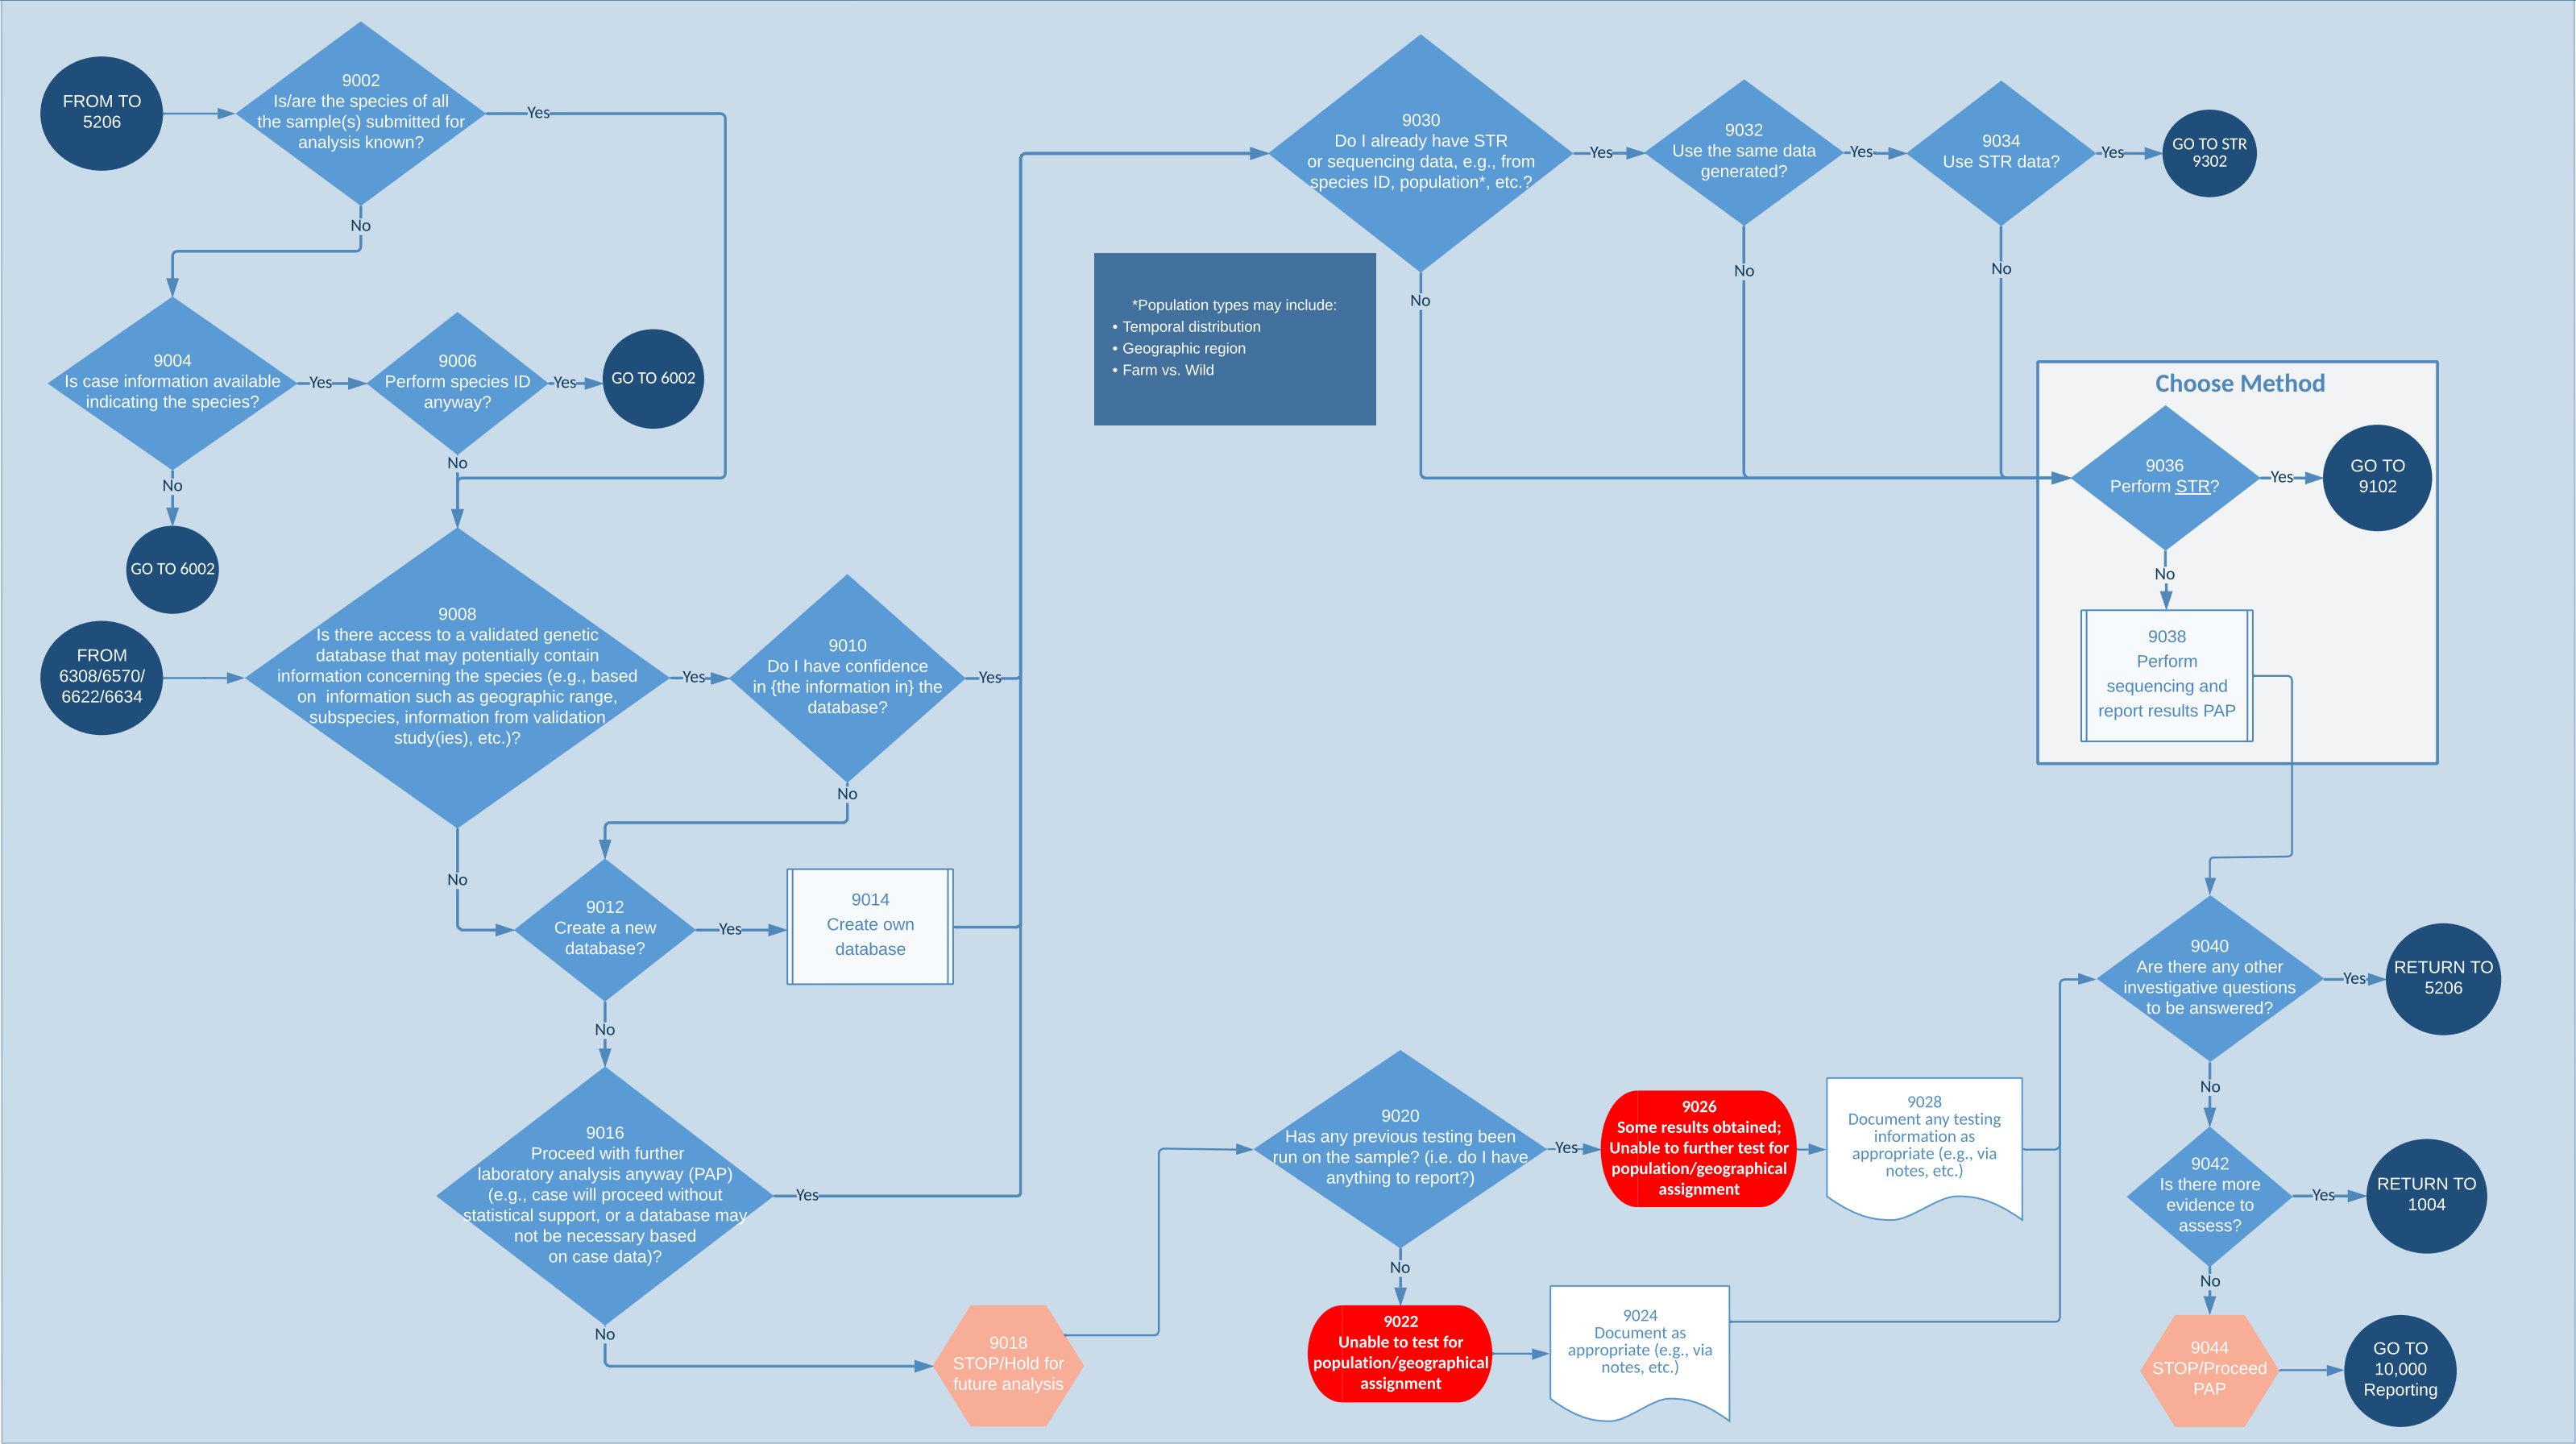 FROM TO
5206
9002
Is/are the species of all
the sample(s) submitted for
analysis known?
Yes
No
9004
Is case information available
indicating the species?
Yes
9006
Perform species ID
anyway?
Yes
GO TO 6002
No
No
GO TO 6002
FROM
6308/6570/
6622/6634
9008
Is there access to a validated genetic
database that may potentially contain
information concerning the species (e.g., based
on information such as geographic range,
subspecies, information from validation
study(ies), etc.)?
Yes
9010
Do I have confidence
in {the information in} the
database?
Yes
No
No
9012
Create a new
database?
Yes
9014
Create own
database
No
9016
Proceed with further
laboratory analysis anyway (PAP)
(e.g., case will proceed without
statistical support, or a database may
not be necessary based
on case data)?
Yes
No
9018
STOP/Hold for
future analysis
9030
Do I already have STR
or sequencing data, e.g., from
species ID, population*, etc.?
Yes
9032
Use the same data
generated?
Yes
9034
Use STR data?
Yes
GO TO STR
9302
No
No
No
*Population types may include:
• Temporal distribution
• Geographic region
• Farm vs. Wild
Choose Method
9036
Perform STR?
Yes
GO TO
9102
No
9038
Perform
sequencing and
report results PAP
9020
Has any previous testing been
run on the sample? (i.e. do I have
anything to report?)
Yes
9026
Some results obtained;
Unable to further test for
population/geographical
assignment
9028
Document any testing
information as
appropriate (e.g., via
notes, etc.)
No
9022
Unable to test for
population/geographical
assignment
9024
Document as
appropriate (e.g., via
notes, etc.)
9040
Are there any other
investigative questions
to be answered?
Yes
RETURN TO
5206
No
9042
Is there more
evidence to
assess?
Yes
RETURN TO
1004
No
9044
STOP/Proceed
PAP
GO TO
10,000
Reporting